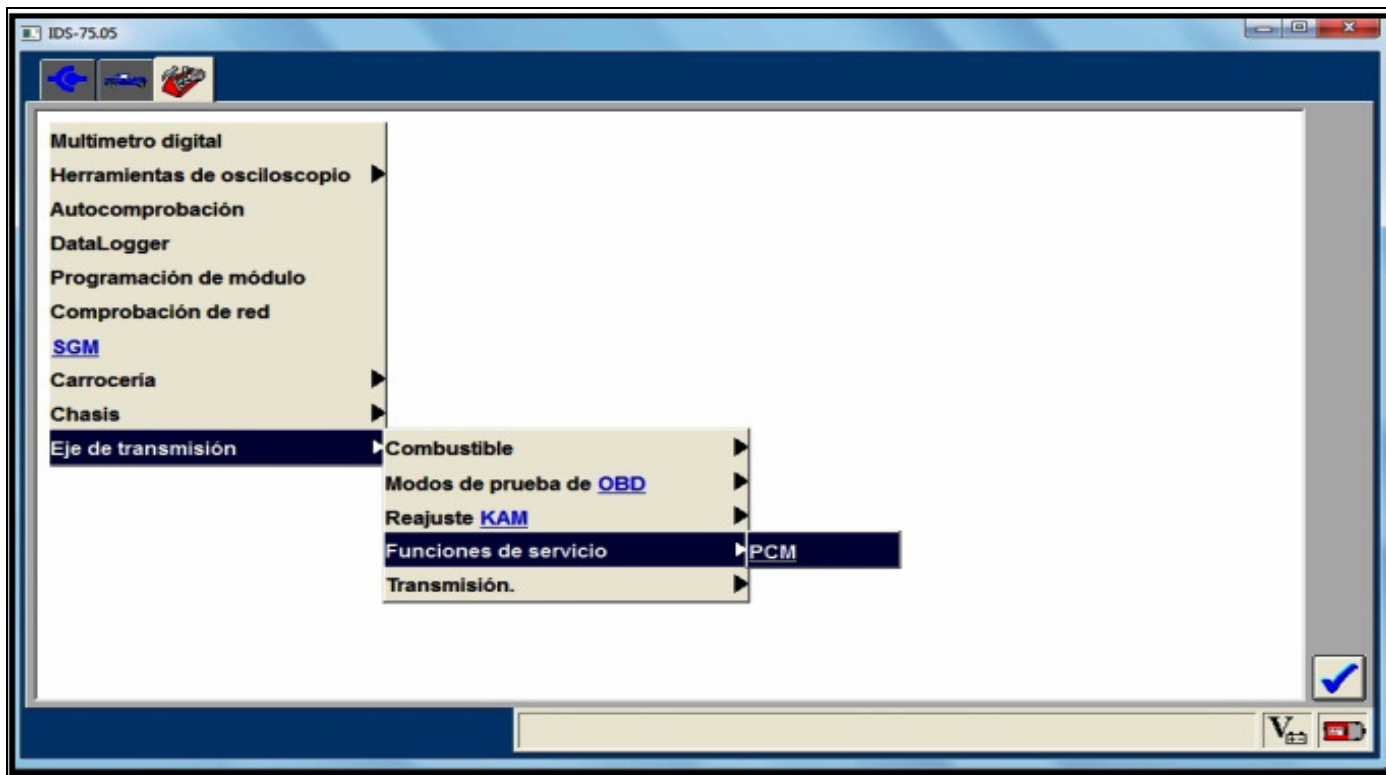 IDS-75.05
Multimetro digital
Herramientas de osciloscopio
Autocomprobación
DataLogger
Programación de módulo
Comprobación de red
SGM
Carrocería
Chasis
Eje de transmisión
Combustible
Modos de prueba de OBD
Reajuste KAM
Funciones de servicio
PCM
Transmisión.
V